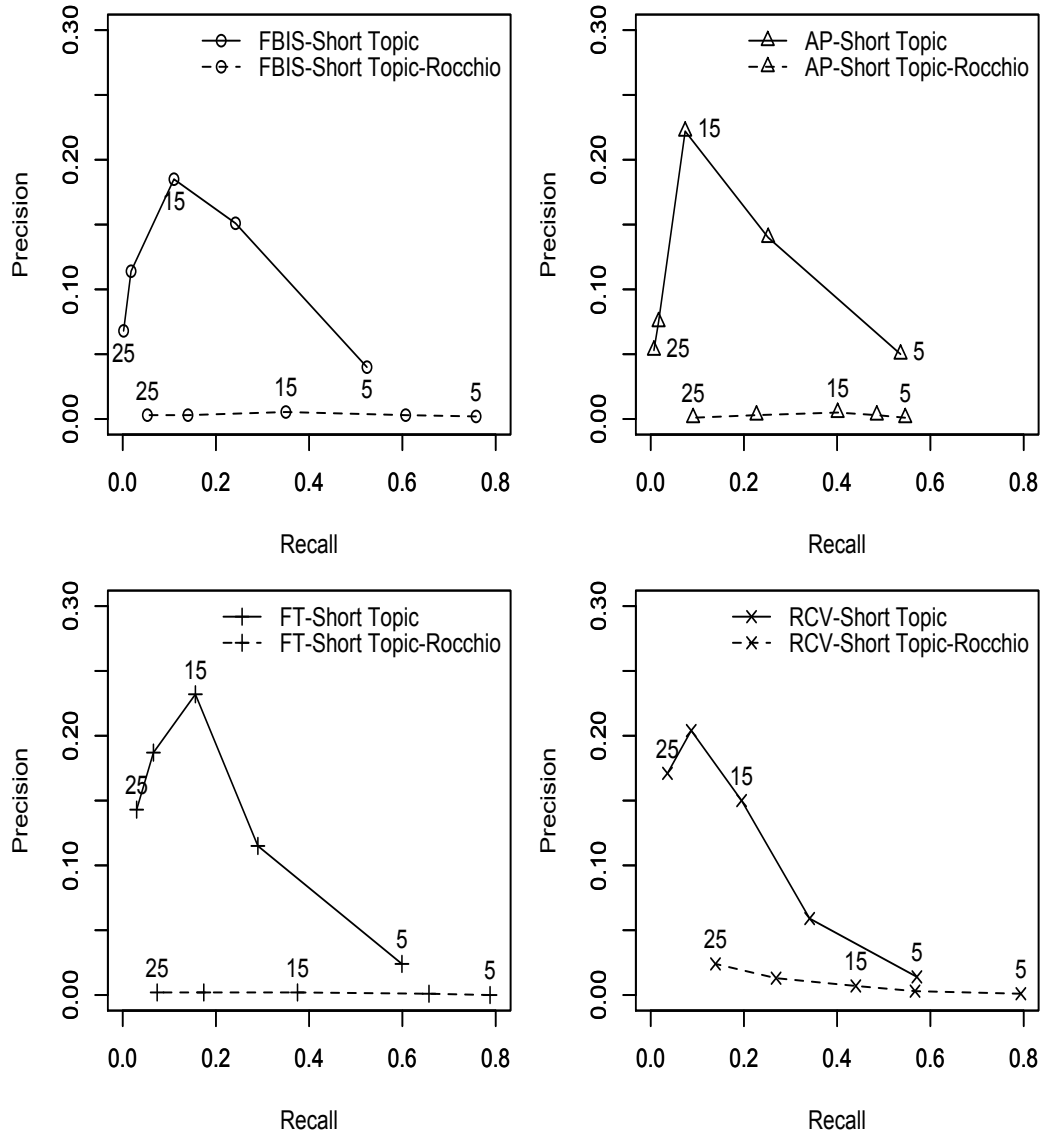 FBIS-Short Topic
FBIS-Short Topic-Rocchio
0.30
0.20
0.10
0.00
Precision
15
25
5
25
15
5
0.0 0.2 0.4 0.6 0.8
Recall
AP-Short Topic
AP-Short Topic-Rocchio
0.30
0.20
0.10
0.00
Precision
15
25
5
25
15
5
0.0 0.2 0.4 0.6 0.8
Recall
FT-Short Topic
FT-Short Topic-Rocchio
0.30
0.20
0.10
0.00
Precision
15
25
5
25
15
5
0.0 0.2 0.4 0.6 0.8
Recall
RCV-Short Topic
RCV-Short Topic-Rocchio
0.30
0.20
0.10
0.00
Precision
25
15
5
25
15
5
0.0 0.2 0.4 0.6 0.8
Recall